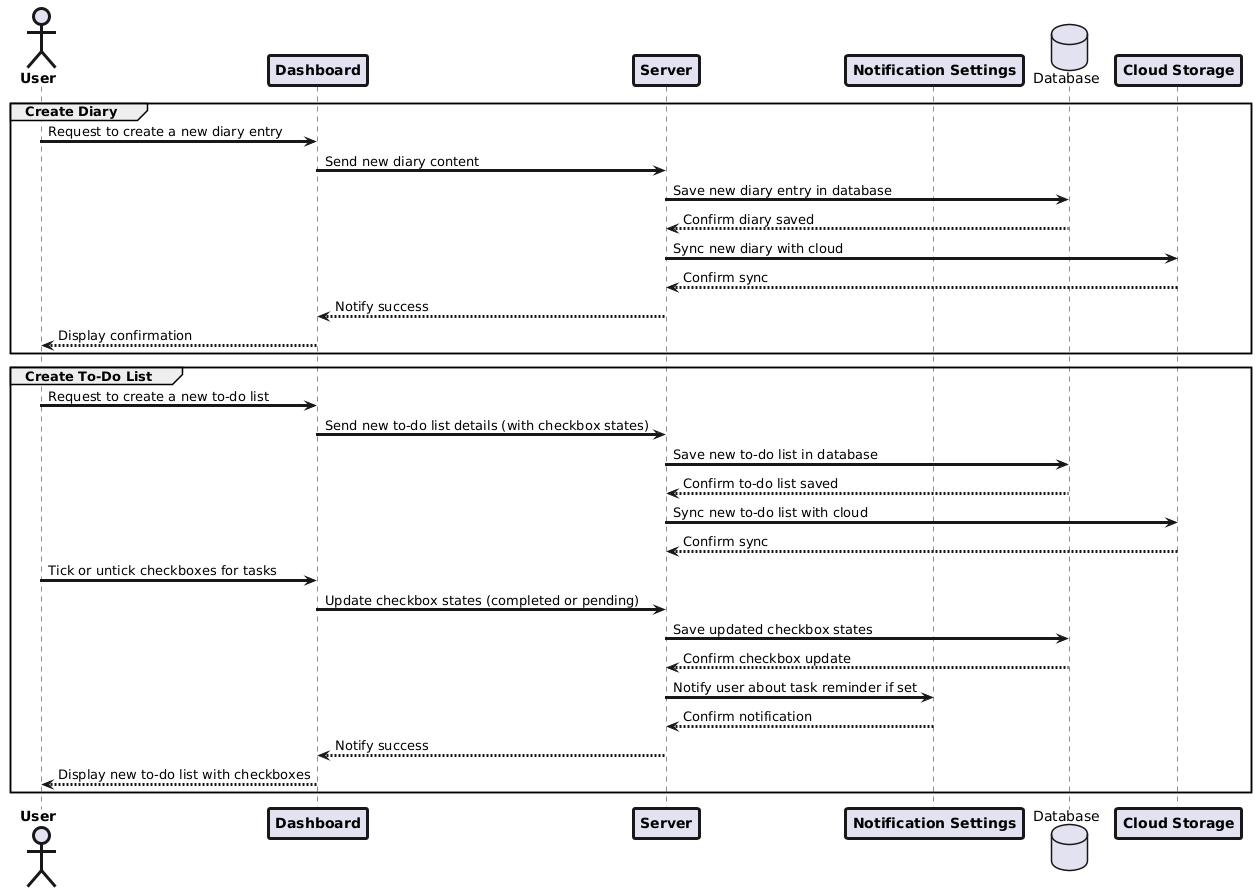 User
Dashboard
Server
Notification Settings
Database
Cloud Storage
Create Diary
Request to create a new diary entry
Send new diary content
Save new diary entry in database
Confirm diary saved
Sync new diary with cloud
Confirm sync
Notify success
Display confirmation
Create To-Do List
Request to create a new to-do list
Send new to-do list details (with checkbox states)
Save new to-do list in database
Confirm to-do list saved
Sync new to-do list with cloud
Confirm sync
Tick or untick checkboxes for tasks
Update checkbox states (completed or pending)
Save updated checkbox states
Confirm checkbox update
Notify user about task reminder if set
Confirm notification
Notify success
Display new to-do list with checkboxes
User
Dashboard
Server
Notification Settings
Database
Cloud Storage